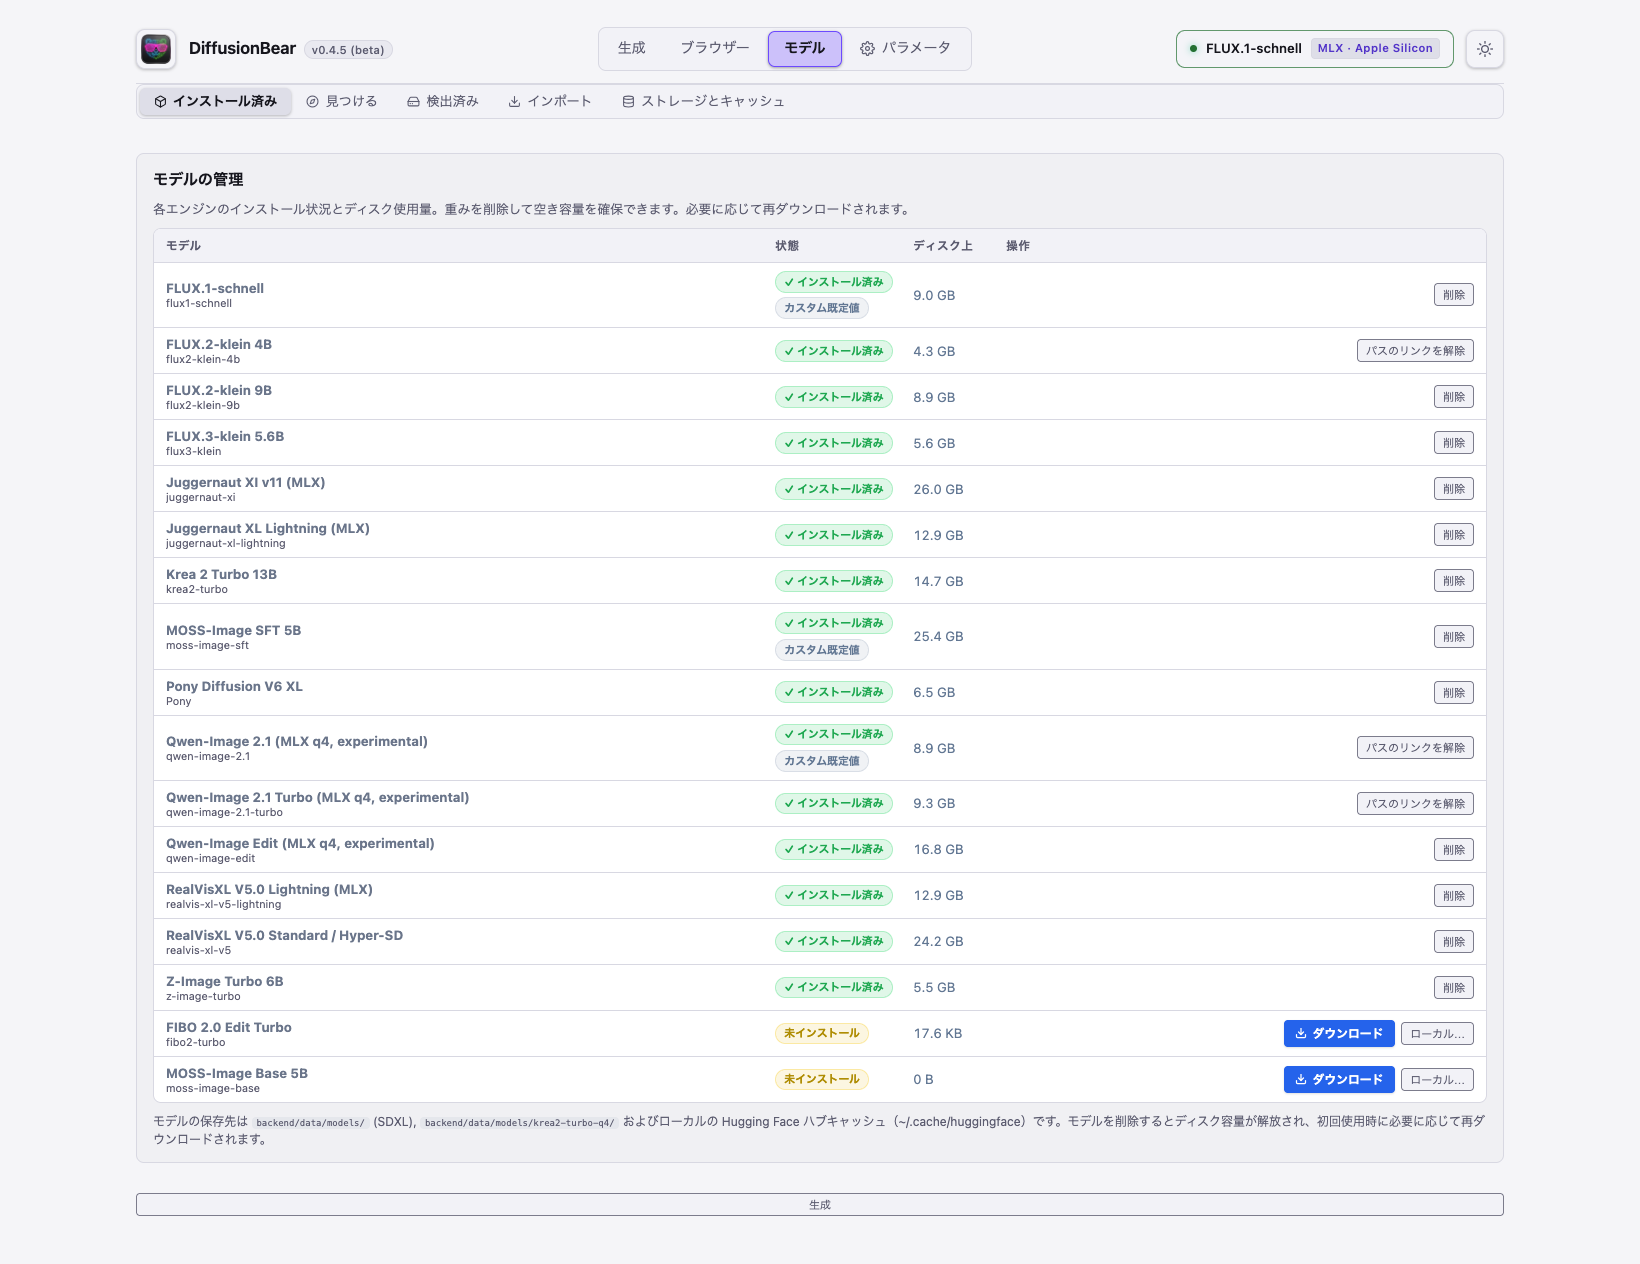 DiffusionBear v0.4.5 (beta)
生成 ブラウザー モデル パラメータ
FLUX.1-schnell MLX · Apple Silicon
インストール済み 見つける 検出済み インポート ストレージとキャッシュ
モデルの管理
各エンジンのインストール状況とディスク使用量。重みを削除して空き容量を確保できます。必要に応じて再ダウンロードされます。
モデル 状態 ディスク上 操作
FLUX.1-schnell
flux1-schnell
✓ インストール済み
カスタム既定値
9.0 GB
削除
FLUX.2-klein 4B
flux2-klein-4b
✓ インストール済み
4.3 GB
パスのリンクを解除
FLUX.2-klein 9B
flux2-klein-9b
✓ インストール済み
8.9 GB
削除
FLUX.3-klein 5.6B
flux3-klein
✓ インストール済み
5.6 GB
削除
Juggernaut XI v11 (MLX)
juggernaut-xi
✓ インストール済み
26.0 GB
削除
Juggernaut XL Lightning (MLX)
juggernaut-xl-lightning
✓ インストール済み
12.9 GB
削除
Krea 2 Turbo 13B
krea2-turbo
✓ インストール済み
14.7 GB
削除
MOSS-Image SFT 5B
moss-image-sft
✓ インストール済み
カスタム既定値
25.4 GB
削除
Pony Diffusion V6 XL
Pony
✓ インストール済み
6.5 GB
削除
Qwen-Image 2.1 (MLX q4, experimental)
qwen-image-2.1
✓ インストール済み
カスタム既定値
8.9 GB
パスのリンクを解除
Qwen-Image 2.1 Turbo (MLX q4, experimental)
qwen-image-2.1-turbo
✓ インストール済み
9.3 GB
パスのリンクを解除
Qwen-Image Edit (MLX q4, experimental)
qwen-image-edit
✓ インストール済み
16.8 GB
削除
RealVisXL V5.0 Lightning (MLX)
realvis-xl-v5-lightning
✓ インストール済み
12.9 GB
削除
RealVisXL V5.0 Standard / Hyper-SD
realvis-xl-v5
✓ インストール済み
24.2 GB
削除
Z-Image Turbo 6B
z-image-turbo
✓ インストール済み
5.5 GB
削除
FIBO 2.0 Edit Turbo
fibo2-turbo
未インストール
17.6 KB
ダウンロード
ローカル...
MOSS-Image Base 5B
moss-image-base
未インストール
0 B
ダウンロード
ローカル...
モデルの保存先は backend/data/models/ (SDXL), backend/data/models/krea2-turbo-q4/ およびローカルの Hugging Face ハブキャッシュ（~/.cache/huggingface）です。モデルを削除するとディスク容量が解放され、初回使用時に必要に応じて再ダ
ウンロードされます。
生成